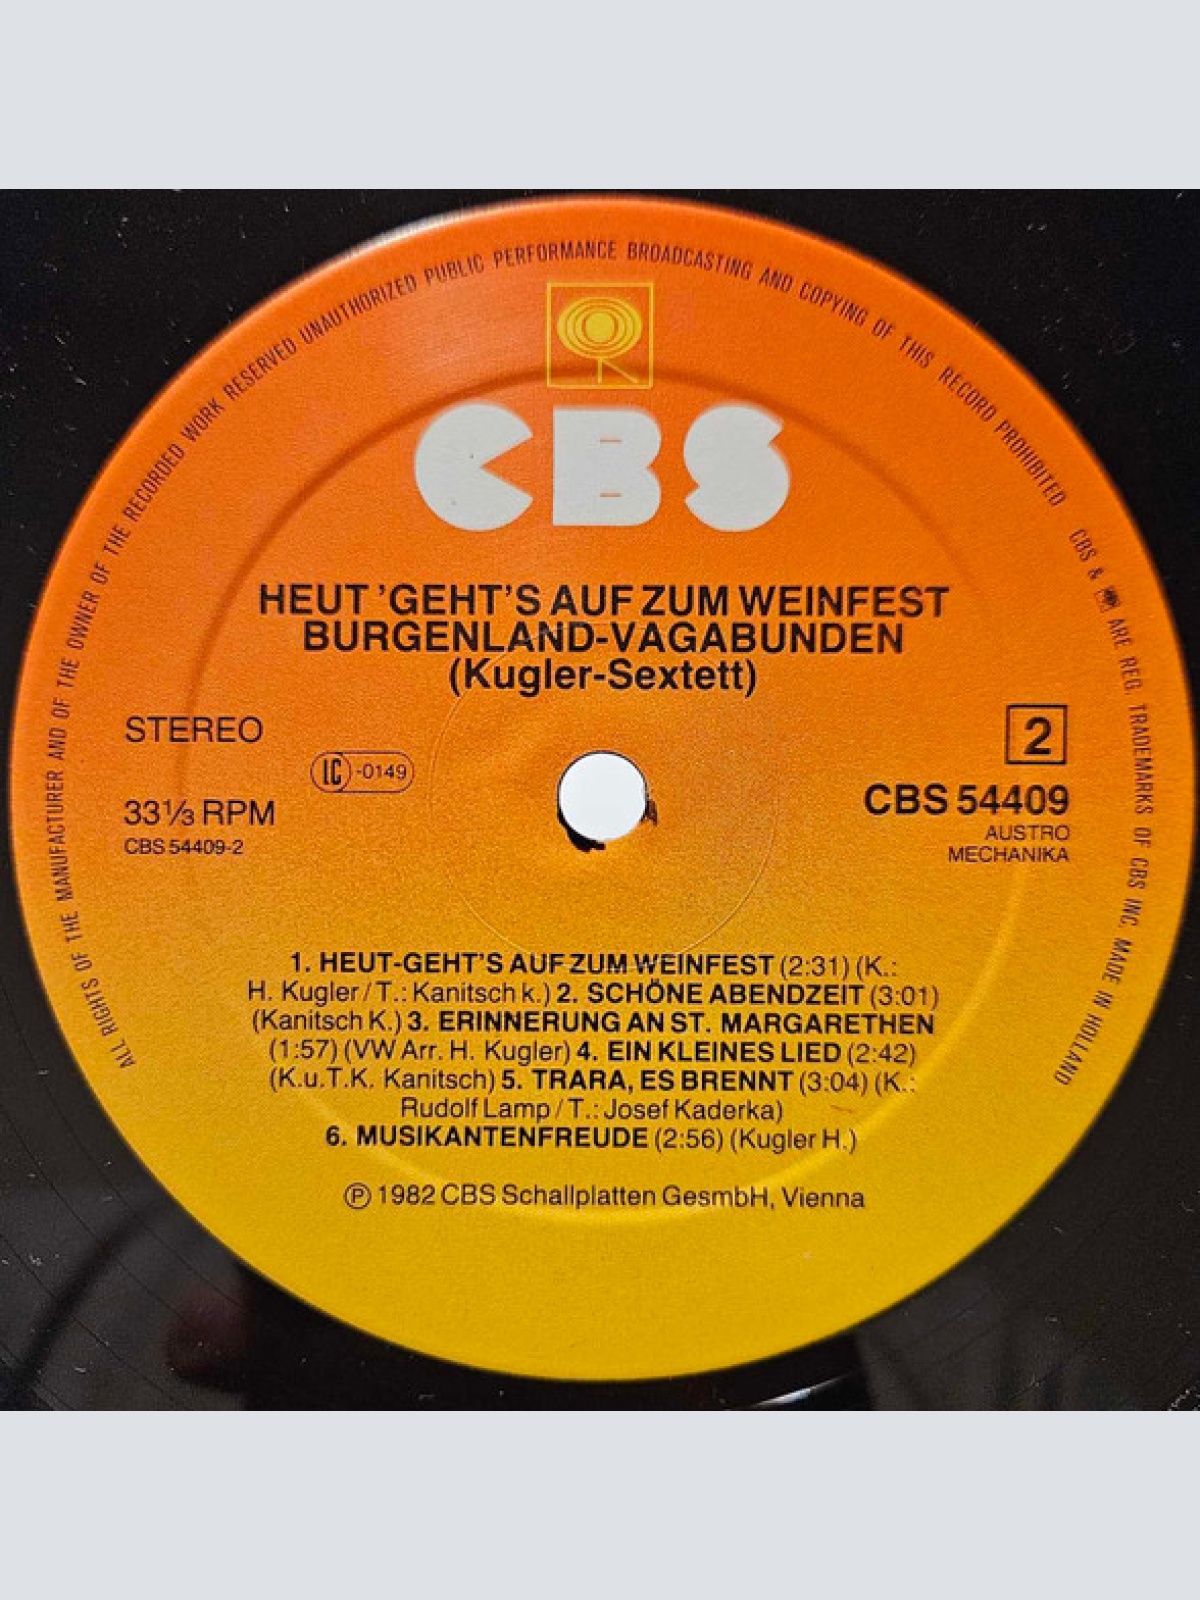 ALL RIGHTS OF THE MANUFACTURER AND OF THE OWNER OF THE RECORDED WORK RESERVED UNAUTHORIZED PUBLIC PERFORMANCE BROADCASTING AND COPYING OF THIS RECORD PROHIBITED
CBS & ARE REG. TRADEMARKS OF CBS INC. MADE IN HOLLAND
CBS
HEUT 'GEHT'S AUF ZUM WEINFEST
BURGENLAND-VAGABUNDEN
(Kugler-Sextett)
STEREO
2
LC -0149
33⅓ RPM
CBS 54409
CBS 54409-2
AUSTRO
MECHANIKA
1. HEUT-GEHT'S AUF ZUM WEINFEST (2:31) (K.:
H. Kugler / T.: Kanitsch k.) 2. SCHÖNE ABENDZEIT (3:01)
(Kanitsch K.) 3. ERINNERUNG AN ST. MARGARETHEN
(1:57) (VW Arr. H. Kugler) 4. EIN KLEINES LIED (2:42)
(K.u.T.K. Kanitsch) 5. TRARA, ES BRENNT (3:04) (K.:
Rudolf Lamp / T.: Josef Kaderka)
6. MUSIKANTENFREUDE (2:56) (Kugler H.)
℗ 1982 CBS Schallplatten GesmbH, Vienna